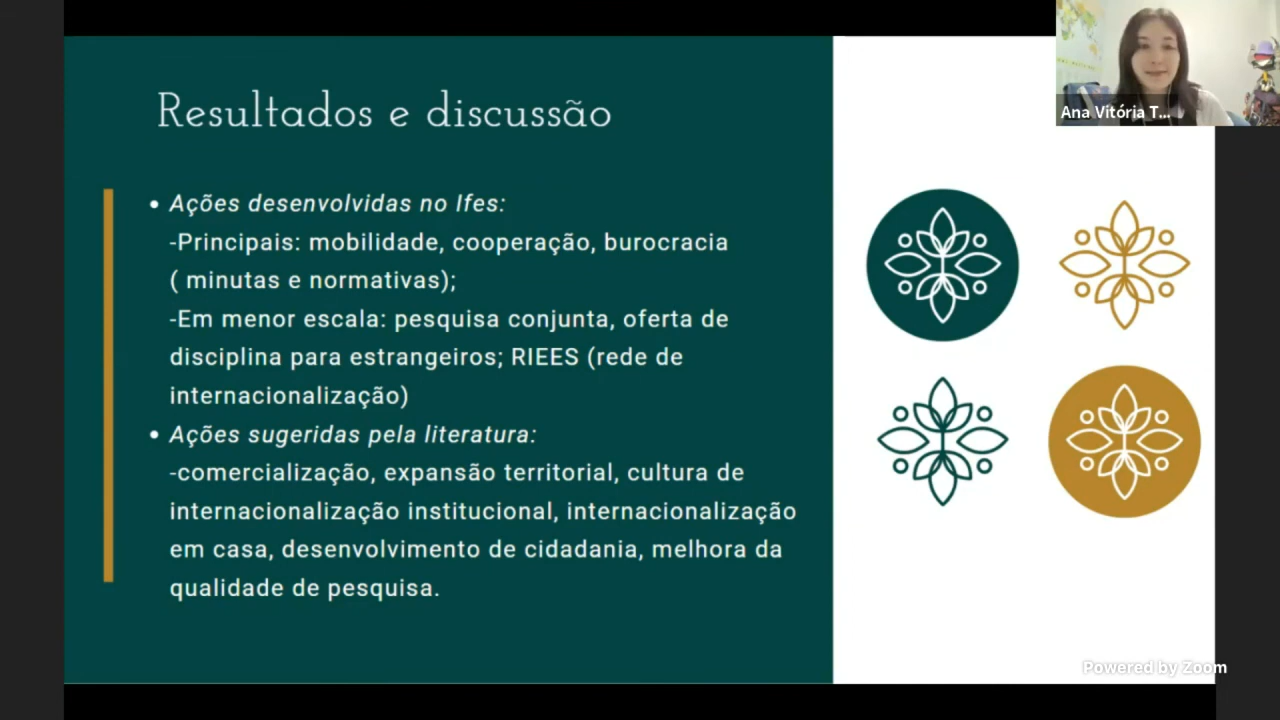 Resultados e discussão
Ana Vitória T...
• Ações desenvolvidas no Ifes:
-Principais: mobilidade, cooperação, burocracia
( minutas e normativas);
-Em menor escala: pesquisa conjunta, oferta de
disciplina para estrangeiros; RIEES (rede de
internacionalização)
• Ações sugeridas pela literatura:
-comercialização, expansão territorial, cultura de
internacionalização institucional, internacionalização
em casa, desenvolvimento de cidadania, melhora da
qualidade de pesquisa.
Powered by Zoom